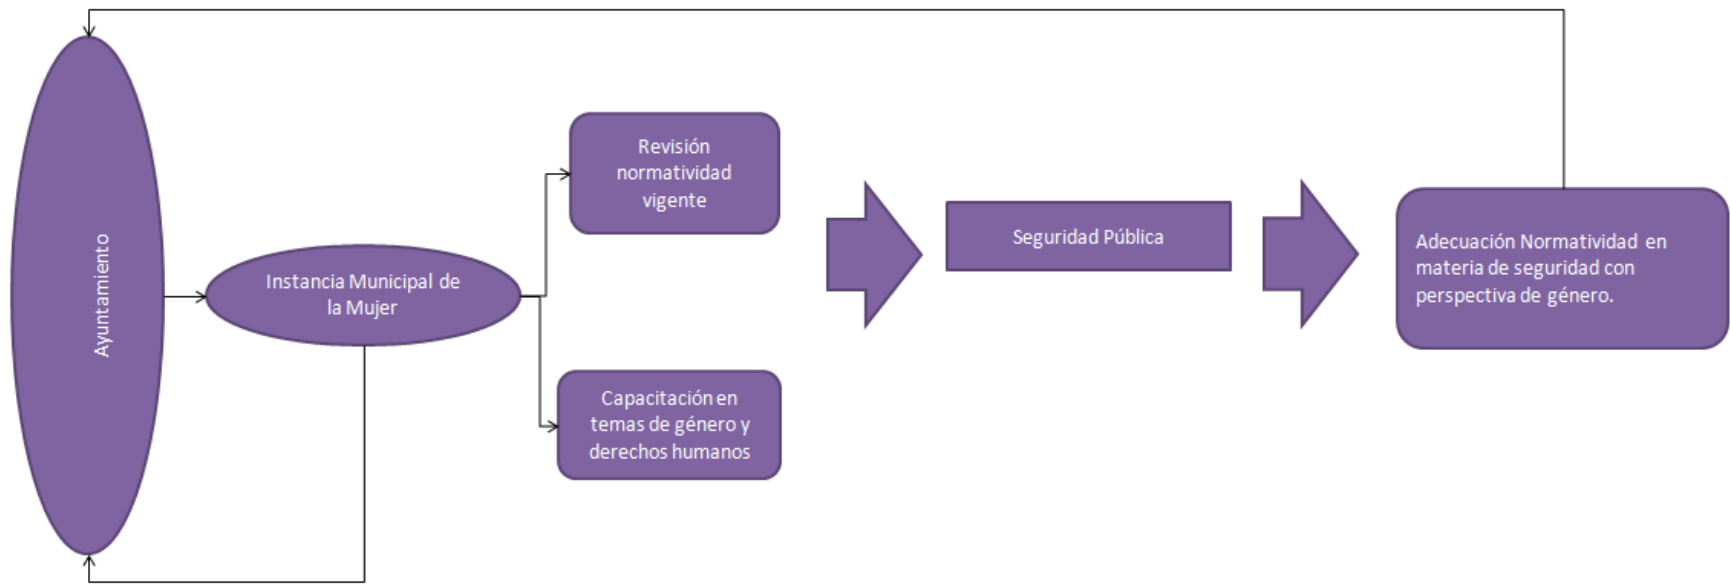 Ayuntamiento
Instancia Municipal de
la Mujer
Revisión
normatividad
vigente
Capacitación en
temas de género y
derechos humanos
Seguridad Pública
Adecuación Normatividad en
materia de seguridad con
perspectiva de género.